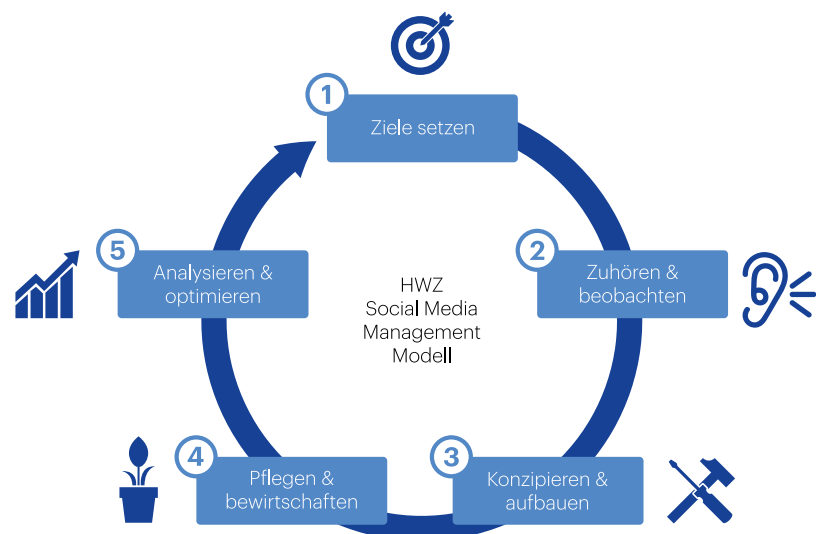 1
Ziele setzen
2
Zuhören &
beobachten
3
Konzipieren &
aufbauen
4
Pflegen &
bewirtschaften
5
Analysieren &
optimieren
HWZ
Social Media
Management
Modell